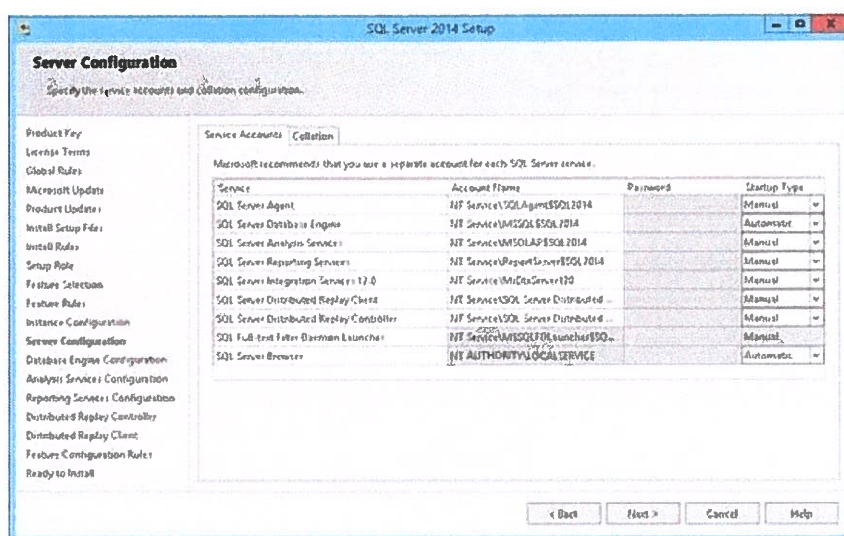 SQL Server 2014 Setup
Server Configuration
Specify the service accounts and collation configuration.
Product Key
License Terms
Global Rules
Microsoft Update
Product Updates
Install Setup Files
Install Rules
Setup Role
Feature Selection
Feature Rules
Instance Configuration
Server Configuration
Database Engine Configuration
Analysis Services Configuration
Reporting Services Configuration
Distributed Replay Controller
Distributed Replay Client
Feature Configuration Rules
Ready to Install
Service Accounts Collation
Microsoft recommends that you use a separate account for each SQL Server service.
Service Account Name Password Startup Type
SQL Server Agent NT Service\SQLAgent$SQL2014 Manual
SQL Server Database Engine NT Service\MSSQL$SQL2014 Automatic
SQL Server Analysis Services NT Service\MSOLAP$SQL2014 Manual
SQL Server Reporting Services NT Service\ReportServer$SQL2014 Manual
SQL Server Integration Services 12.0 NT Service\MsDtsServer120 Manual
SQL Server Distributed Replay Client NT Service\SQL Server Distributed ... Manual
SQL Server Distributed Replay Controller NT Service\SQL Server Distributed ... Manual
SQL Full-text Filter Daemon Launcher NT Service\MSSQLFDLauncher$SQ... Manual
SQL Server Browser NT AUTHORITY\LOCALSERVICE Automatic
< Back Next > Cancel Help